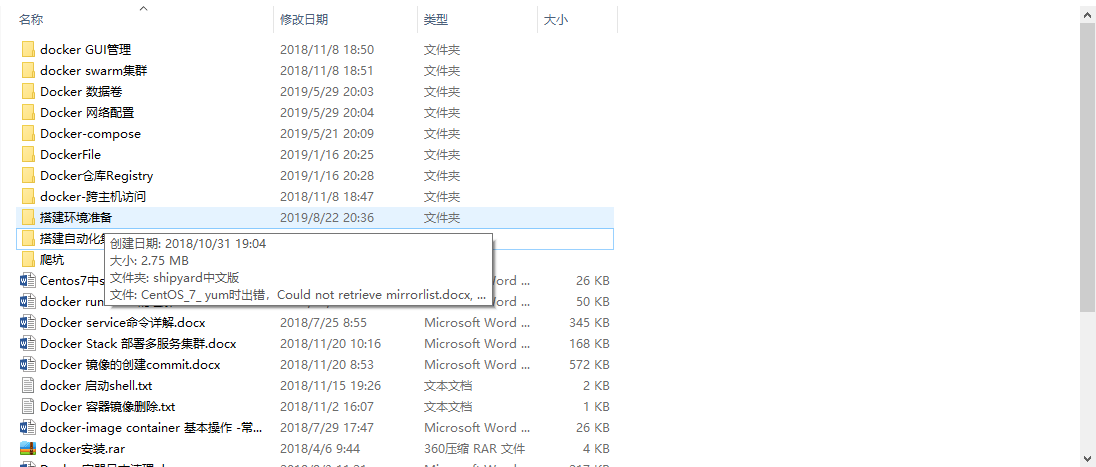 名称 修改日期 类型 大小
docker GUI管理 2018/11/8 18:50 文件夹
docker swarm集群 2018/11/8 18:51 文件夹
Docker 数据卷 2019/5/29 20:03 文件夹
Docker 网络配置 2019/5/29 20:04 文件夹
Docker-compose 2019/5/21 20:09 文件夹
DockerFile 2019/1/16 20:25 文件夹
Docker仓库Registry 2019/1/16 20:28 文件夹
docker-跨主机访问 2018/11/8 18:47 文件夹
搭建环境准备 2019/8/22 20:36 文件夹
搭建自动化
创建日期: 2018/10/31 19:04
爬坑
大小: 2.75 MB
文件夹: shipyard中文版
Centos7中 Microsoft Word ... 26 KB
文件: CentOS_7_ yum时出错，Could not retrieve mirrorlist.docx, ...
docker run Microsoft Word ... 50 KB
Docker service命令详解.docx 2018/7/25 8:55 Microsoft Word ... 345 KB
Docker Stack 部署多服务集群.docx 2018/11/20 10:16 Microsoft Word ... 168 KB
Docker 镜像的创建commit.docx 2018/11/20 8:53 Microsoft Word ... 572 KB
docker 启动shell.txt 2018/11/15 19:26 文本文档 2 KB
Docker 容器镜像删除.txt 2018/11/2 16:07 文本文档 1 KB
docker-image container 基本操作 -常... 2018/7/29 17:47 Microsoft Word ... 26 KB
docker安装.rar 2018/4/6 9:44 360压缩 RAR 文件 4 KB